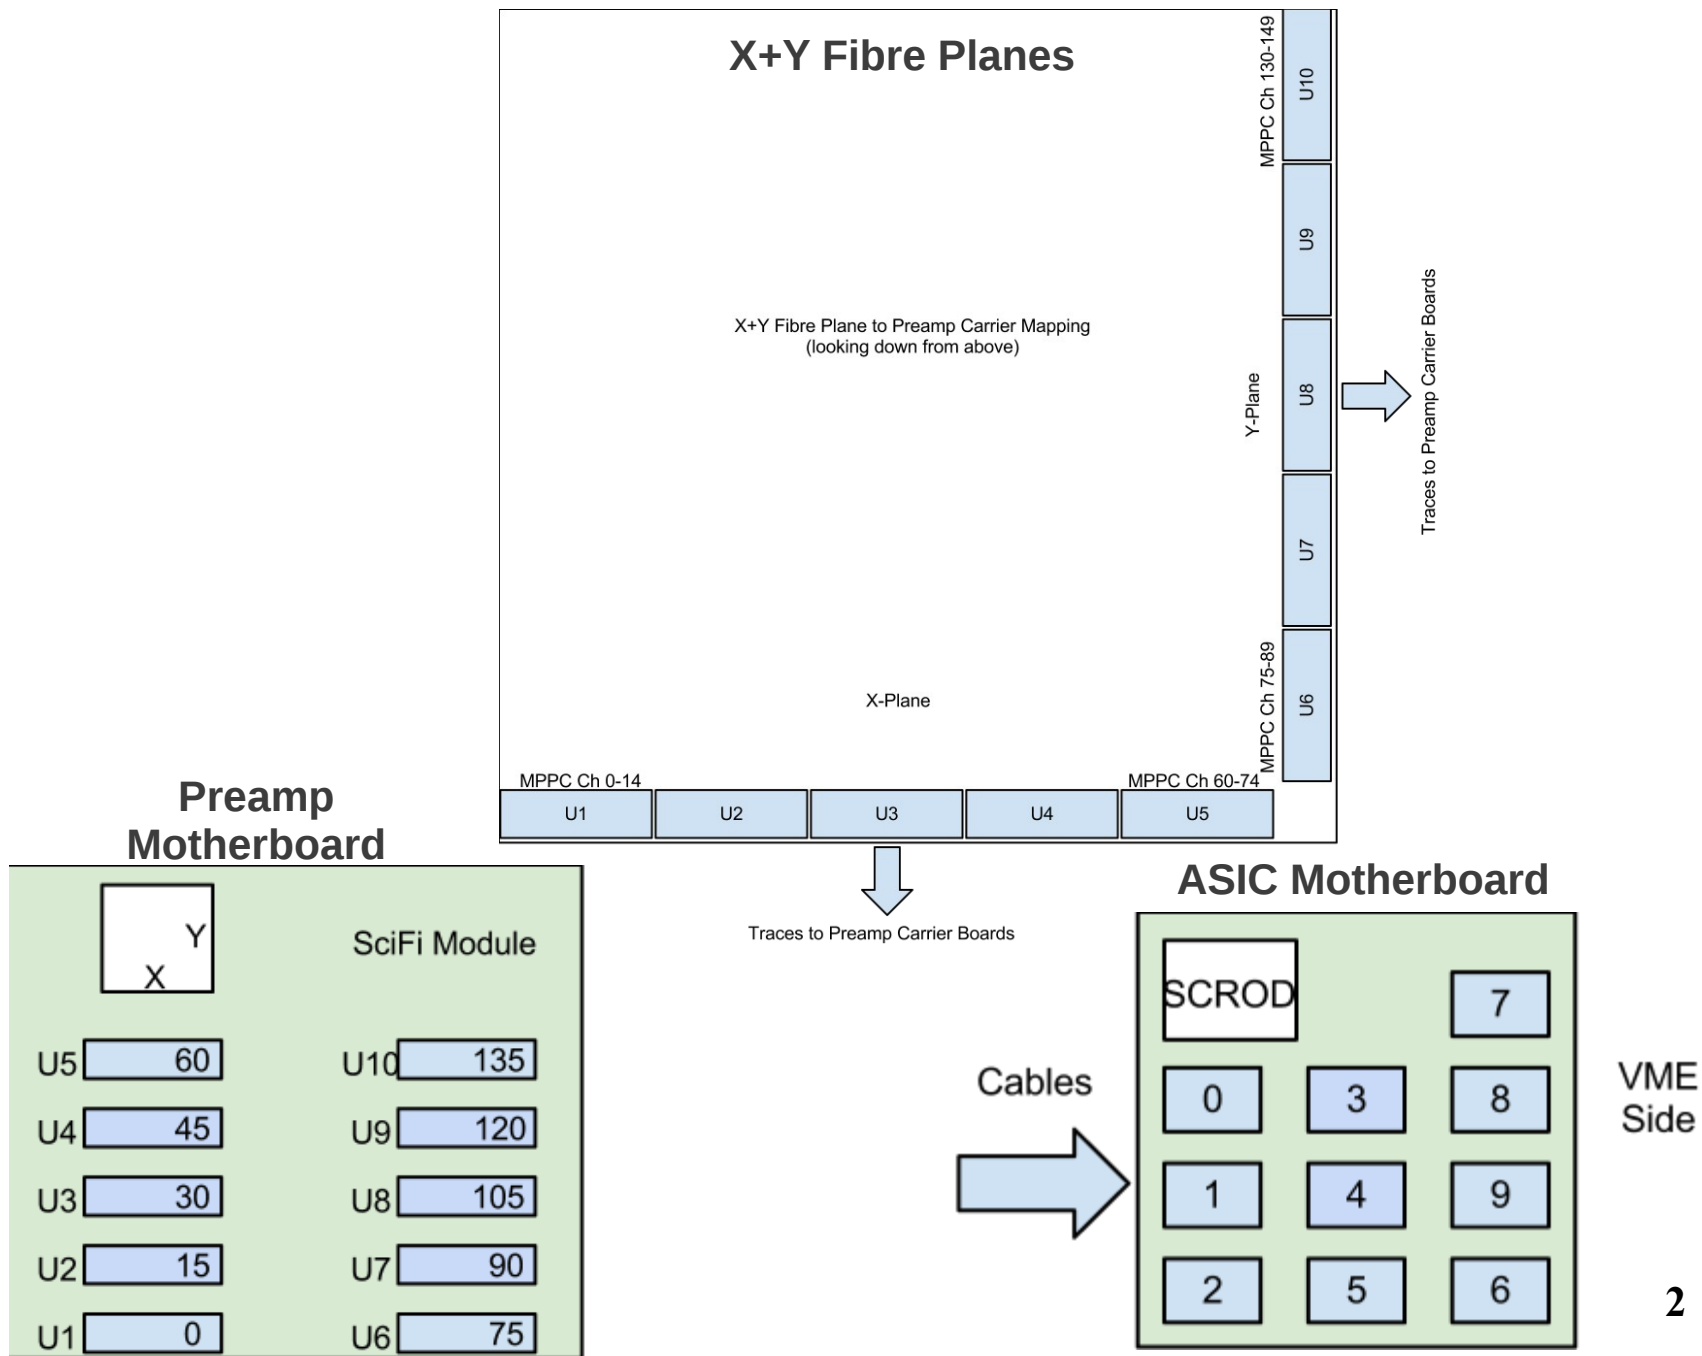 X+Y Fibre Planes
MPPC Ch 130-149
U10
U9
X+Y Fibre Plane to Preamp Carrier Mapping
(looking down from above)
Y-Plane
U8
Traces to Preamp Carrier Boards
U7
MPPC Ch 75-89
U6
X-Plane
MPPC Ch 0-14
MPPC Ch 60-74
U1
U2
U3
U4
U5
Traces to Preamp Carrier Boards
Preamp
Motherboard
Y
X
SciFi Module
U5 60
U10 135
U4 45
U9 120
U3 30
U8 105
U2 15
U7 90
U1 0
U6 75
Cables
ASIC Motherboard
SCROD
7
0
3
8
1
4
9
2
5
6
VME
Side
2